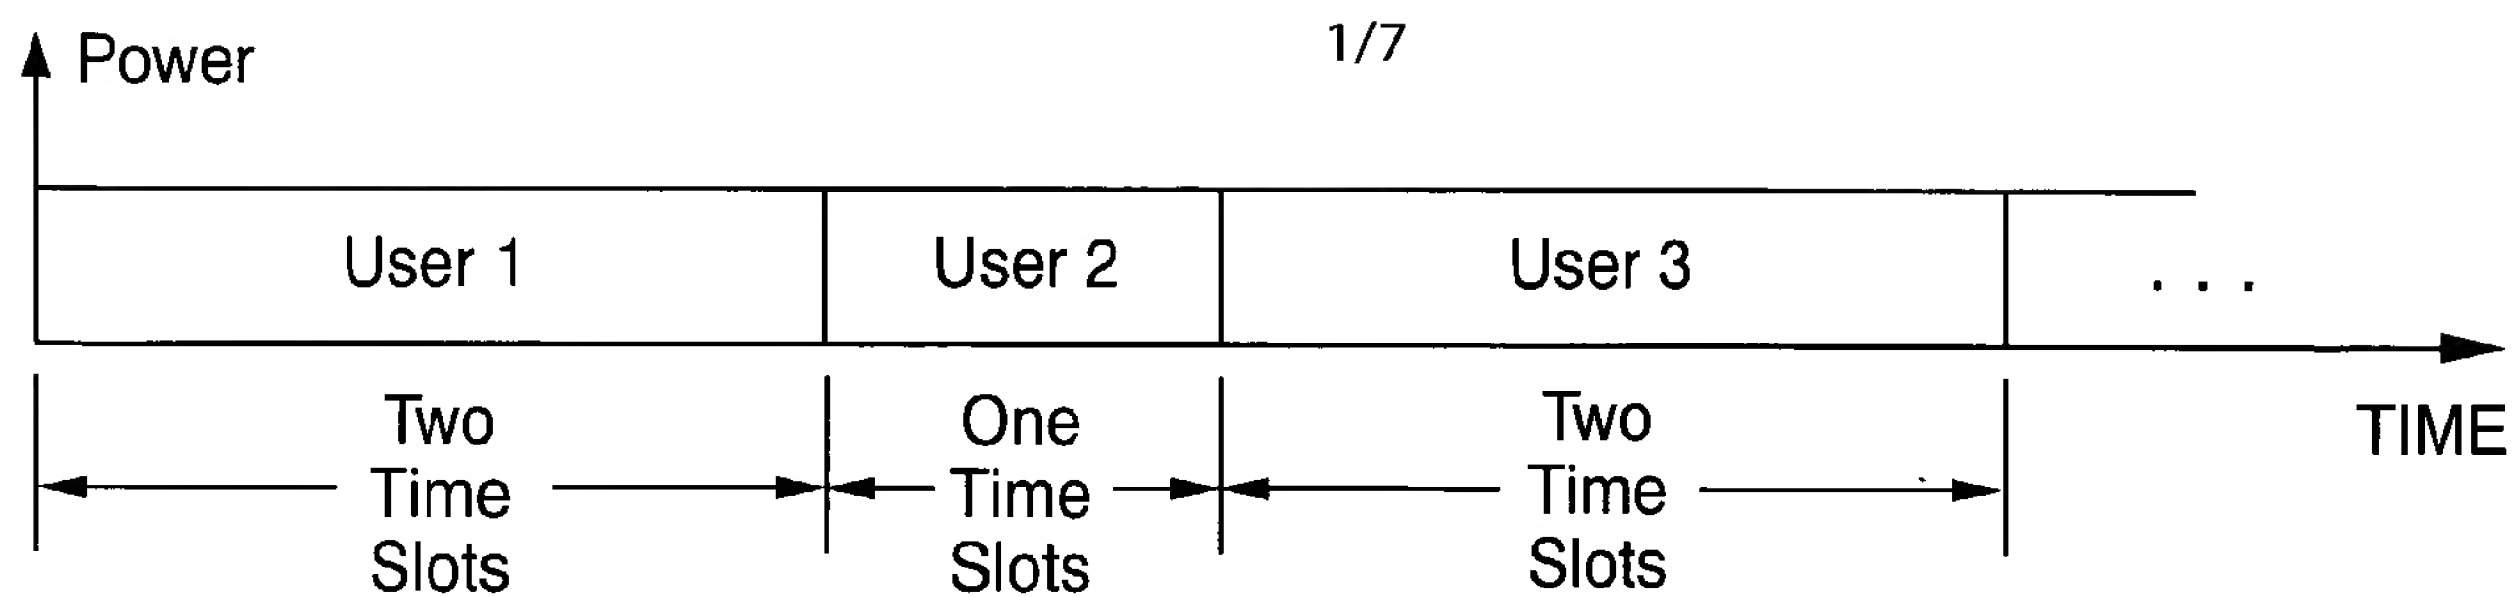 1/7
Power
User 1
User 2
User 3
. . .
TIME
Two
Time
Slots
One
Time
Slots
Two
Time
Slots